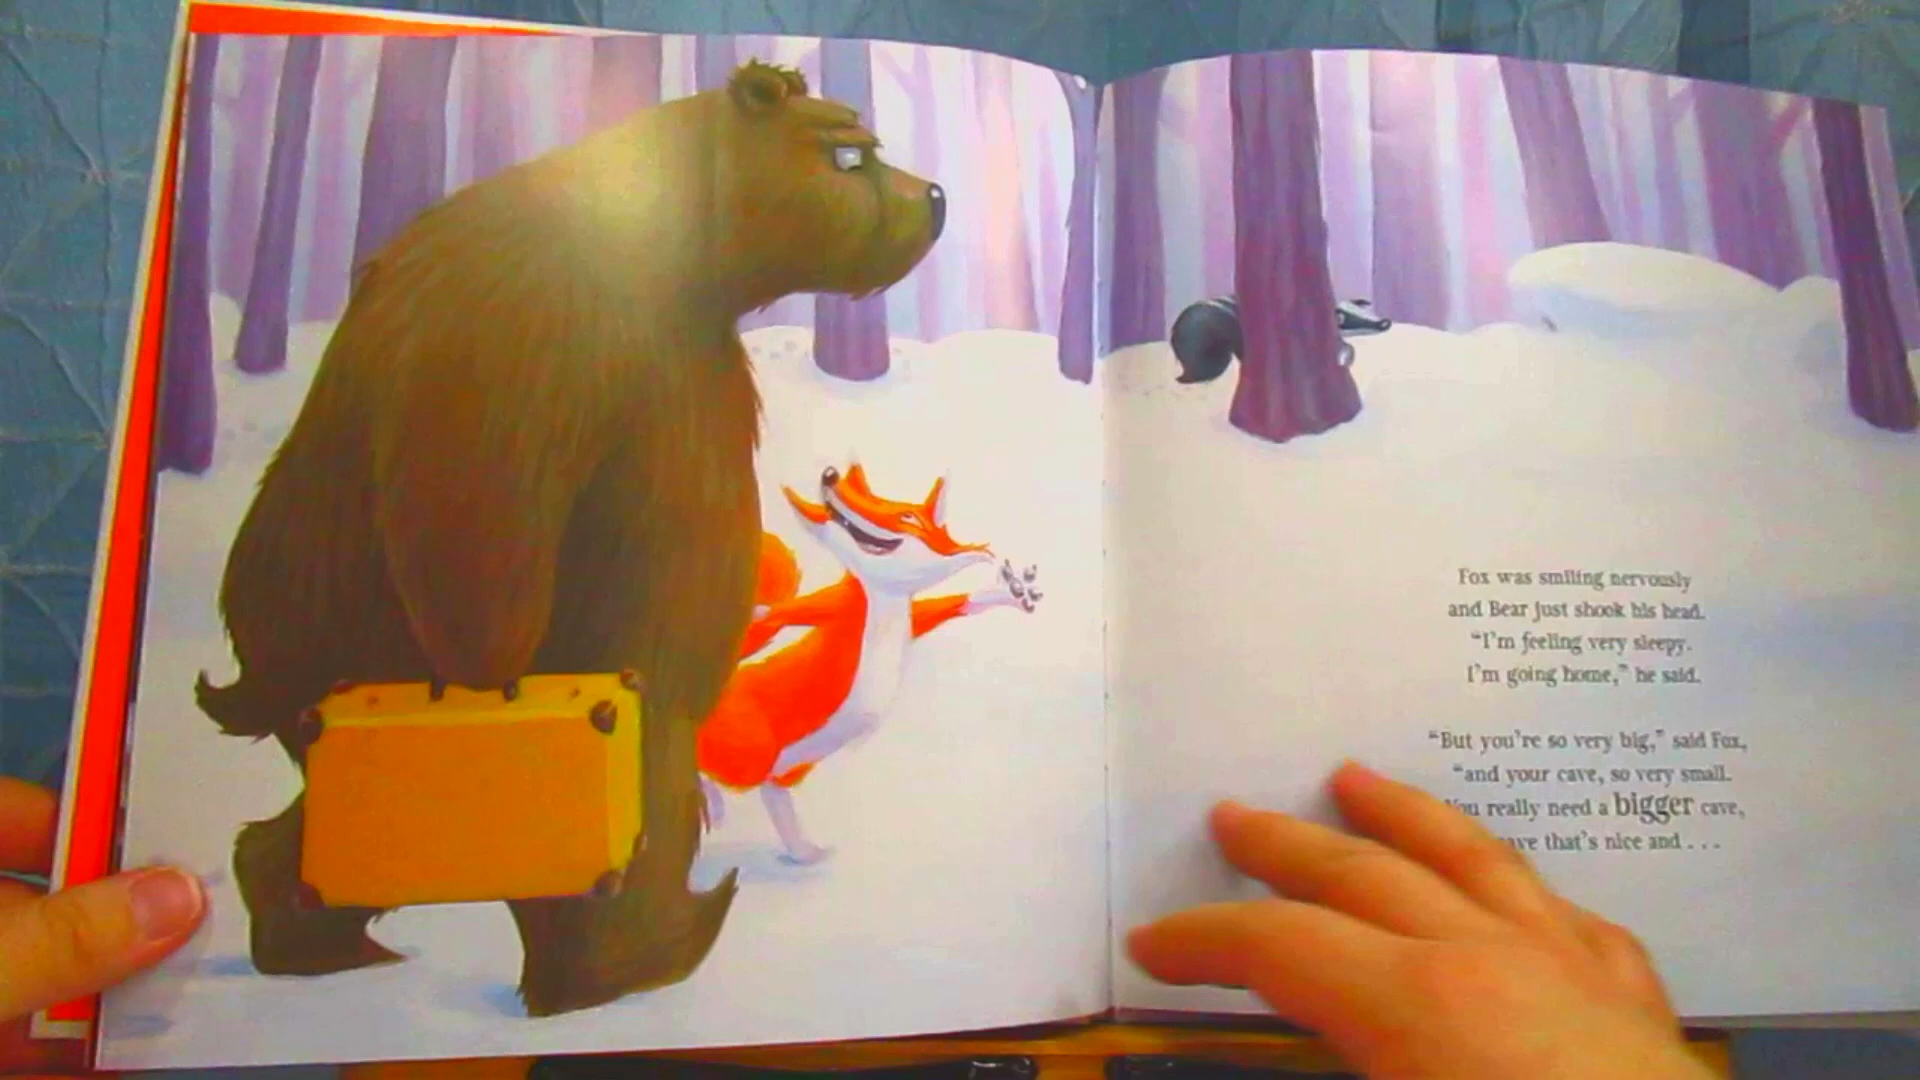 Fox was smiling nervously
and Bear just shook his head.
“I’m feeling very sleepy.
I’m going home,” he said.
“But you’re so very big,” said Fox,
“and your cave, so very small.
You really need a bigger cave,
that’s nice and . . .